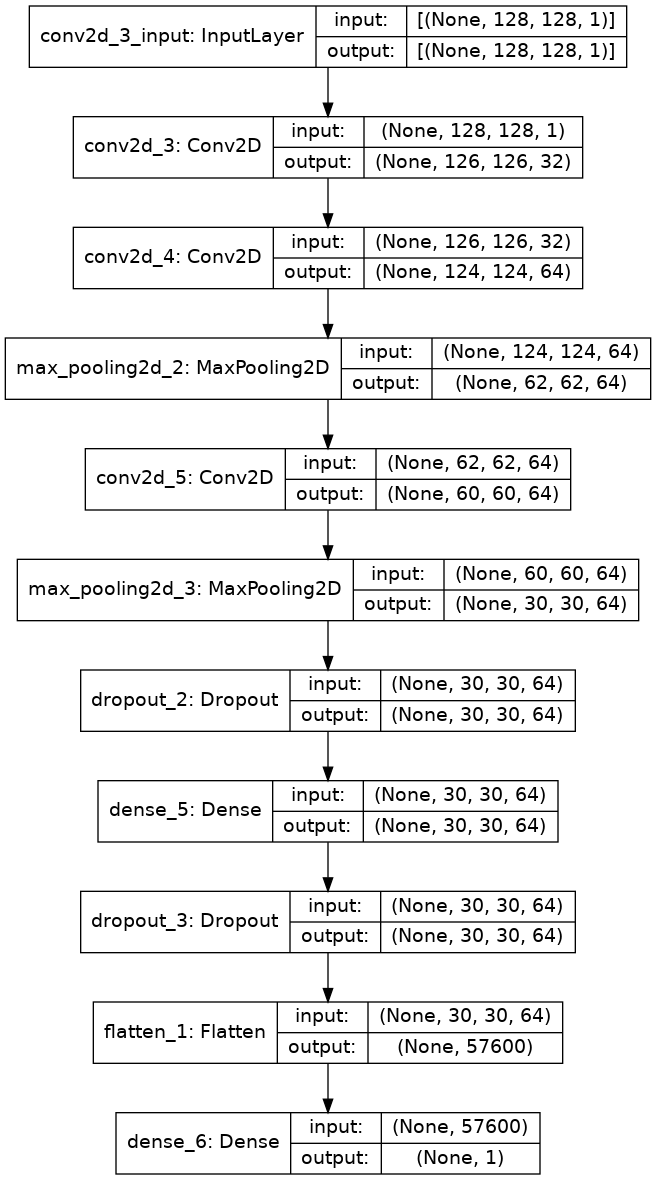 conv2d_3_input: InputLayer
input:
[(None, 128, 128, 1)]
output:
[(None, 128, 128, 1)]
conv2d_3: Conv2D
input:
(None, 128, 128, 1)
output:
(None, 126, 126, 32)
conv2d_4: Conv2D
input:
(None, 126, 126, 32)
output:
(None, 124, 124, 64)
max_pooling2d_2: MaxPooling2D
input:
(None, 124, 124, 64)
output:
(None, 62, 62, 64)
conv2d_5: Conv2D
input:
(None, 62, 62, 64)
output:
(None, 60, 60, 64)
max_pooling2d_3: MaxPooling2D
input:
(None, 60, 60, 64)
output:
(None, 30, 30, 64)
dropout_2: Dropout
input:
(None, 30, 30, 64)
output:
(None, 30, 30, 64)
dense_5: Dense
input:
(None, 30, 30, 64)
output:
(None, 30, 30, 64)
dropout_3: Dropout
input:
(None, 30, 30, 64)
output:
(None, 30, 30, 64)
flatten_1: Flatten
input:
(None, 30, 30, 64)
output:
(None, 57600)
dense_6: Dense
input:
(None, 57600)
output:
(None, 1)